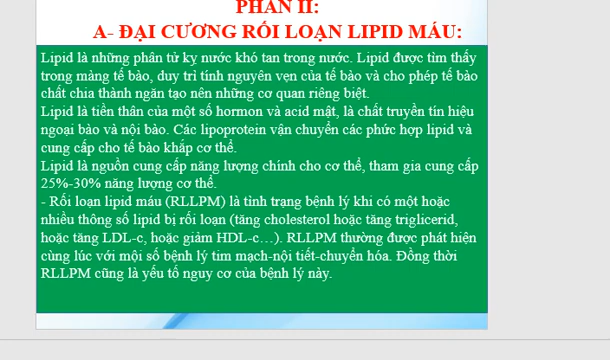 PHẦN II:
A- ĐẠI CƯƠNG RỐI LOẠN LIPID MÁU:
Lipid là những phân tử kỵ nước khó tan trong nước. Lipid được tìm thấy
trong màng tế bào, duy trì tính nguyên vẹn của tế bào và cho phép tế bào
chất chia thành ngăn tạo nên những cơ quan riêng biệt.
Lipid là tiền thân của một số hormon và acid mật, là chất truyền tín hiệu
ngoại bào và nội bào. Các lipoprotein vận chuyển các phức hợp lipid và
cung cấp cho tế bào khắp cơ thể.
Lipid là nguồn cung cấp năng lượng chính cho cơ thể, tham gia cung cấp
25%-30% năng lượng cơ thể.
- Rối loạn lipid máu (RLLPM) là tình trạng bệnh lý khi có một hoặc
nhiều thông số lipid bị rối loạn (tăng cholesterol hoặc tăng triglicerid,
hoặc tăng LDL-c, hoặc giảm HDL-c…). RLLPM thường được phát hiện
cùng lúc với mội số bệnh lý tim mạch-nội tiết-chuyển hóa. Đồng thời
RLLPM cũng là yếu tố nguy cơ của bệnh lý này.